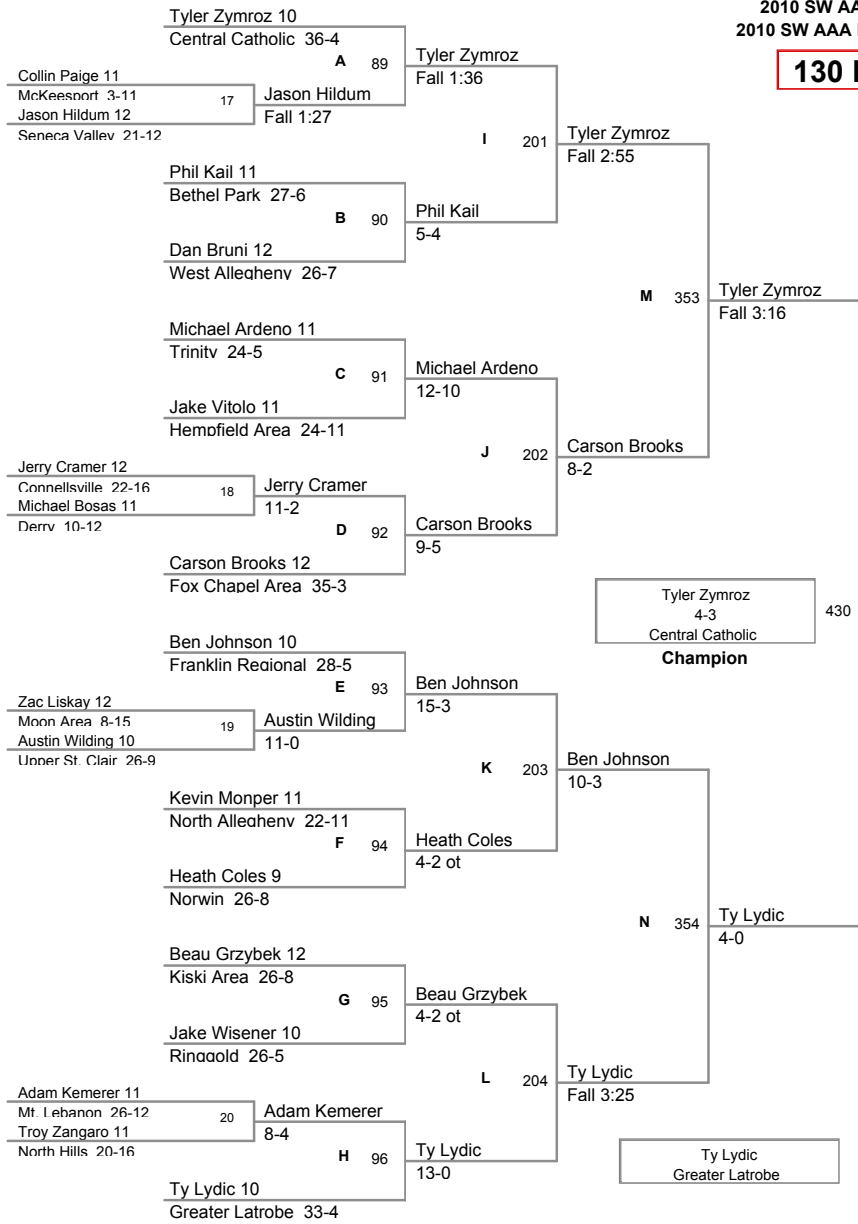 2010 SW AA
2010 SW AAA
130
Tyler Zymroz 10
Central Catholic 36-4
A 89
Collin Paige 11
McKeesport 3-11
17
Jason Hildum 12
Seneca Valley 21-12
Jason Hildum
Fall 1:27
Tyler Zymroz
Fall 1:36
I 201
Tyler Zymroz
Fall 2:55
Phil Kail 11
Bethel Park 27-6
B 90
Dan Bruni 12
West Allegheny 26-7
Phil Kail
5-4
M 353
Tyler Zymroz
Fall 3:16
Michael Ardeno 11
Trinity 24-5
C 91
Jake Vitolo 11
Hempfield Area 24-11
Michael Ardeno
12-10
J 202
Carson Brooks
8-2
Jerry Cramer 12
Connellsville 22-16
18
Michael Bosas 11
Derry 10-12
Jerry Cramer
11-2
D 92
Carson Brooks 12
Fox Chapel Area 35-3
Carson Brooks
9-5
Tyler Zymroz
4-3
Central Catholic
430
Champion
Ben Johnson 10
Franklin Regional 28-5
E 93
Zac Liskay 12
Moon Area 8-15
19
Austin Wilding 10
Upper St. Clair 26-9
Austin Wilding
11-0
Ben Johnson
15-3
K 203
Ben Johnson
10-3
Kevin Monper 11
North Allegheny 22-11
F 94
Heath Coles 9
Norwin 26-8
Heath Coles
4-2 ot
N 354
Ty Lydic
4-0
Beau Grzybek 12
Kiski Area 26-8
G 95
Jake Wisener 10
Ringgold 26-5
Beau Grzybek
4-2 ot
L 204
Ty Lydic
Fall 3:25
Adam Kemerer 11
Mt. Lebanon 26-12
20
Troy Zangaro 11
North Hills 20-16
Adam Kemerer
8-4
H 96
Ty Lydic 10
Greater Latrobe 33-4
Ty Lydic
13-0
Ty Lydic
Greater Latrobe